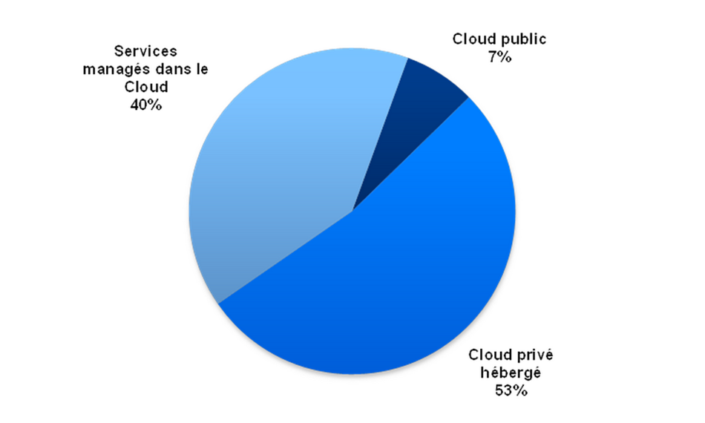 Services
managés dans le
Cloud
40%
Cloud public
7%
Cloud privé
hébergé
53%